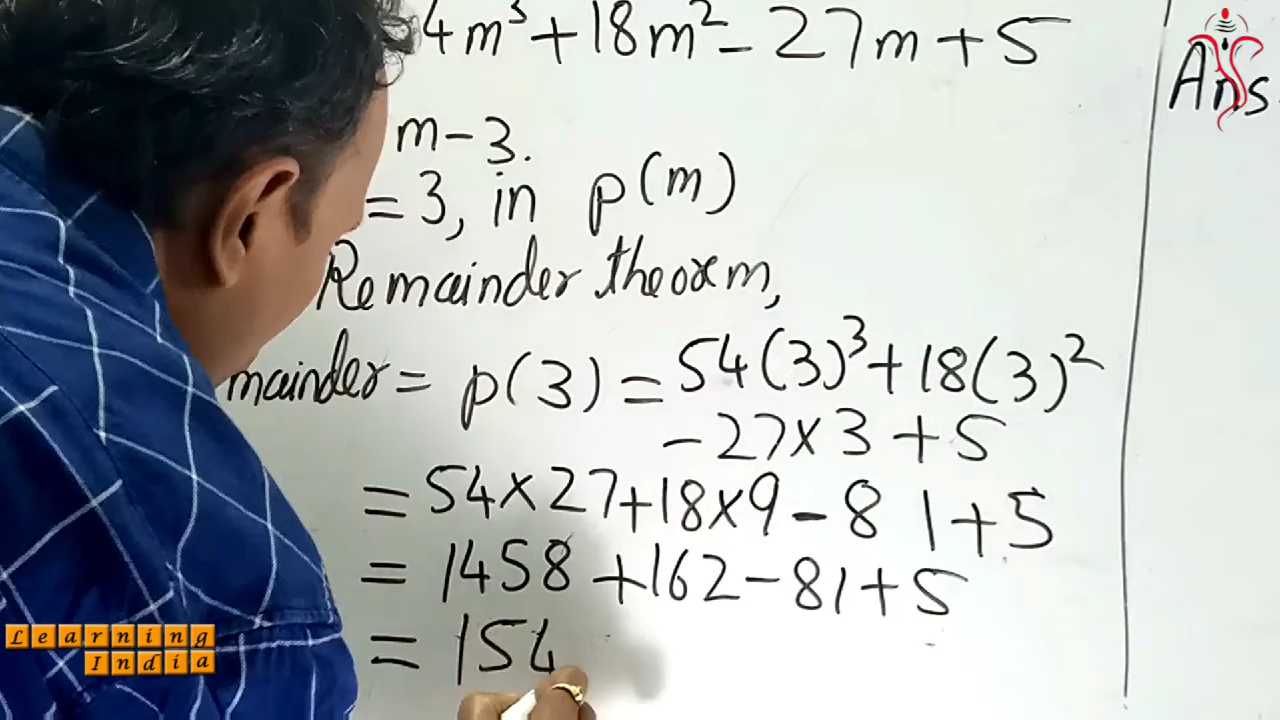 4m³ + 18m² - 27m + 5
Ans.
m - 3.
= 3, in p(m)
Remainder theorem,
mainder = p(3) = 54(3)³ + 18(3)²
- 27 × 3 + 5
= 54 × 27 + 18 × 9 - 81 + 5
= 1458 + 162 - 81 + 5
= 154
Learning
India